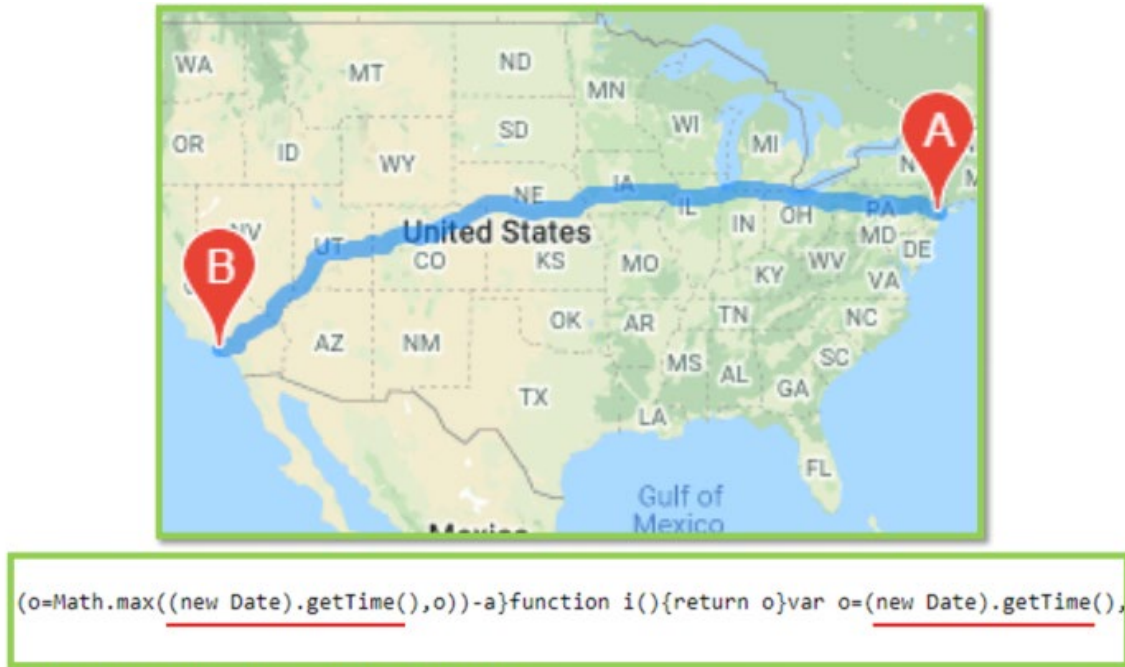 WA
MT
ND
MN
OR
ID
SD
WI
MI
A
WY
NE
IA
IL
IN
OH
PA
NV
UT
United States
CO
KS
MO
KY
WV
MD
DE
VA
B
AZ
NM
OK
AR
TN
NC
MS
AL
GA
SC
TX
LA
FL
Gulf of
Mexico
Mexico
(o=Math.max((new Date).getTime(),o))-a}function i(){return o}var o=(new Date).getTime(),